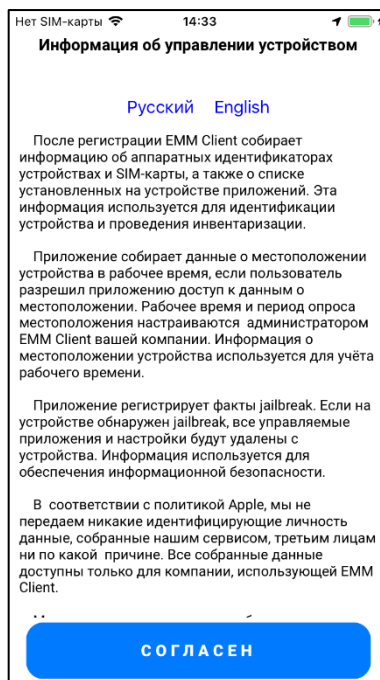 Нет SIM-карты 14:33
Информация об управлении устройством
Русский English
После регистрации EMM Client собирает
информацию об аппаратных идентификаторах
устройствах и SIM-карты, а также о списке
установленных на устройстве приложений. Эта
информация используется для идентификации
устройства и проведения инвентаризации.
Приложение собирает данные о местоположении
устройства в рабочее время, если пользователь
разрешил приложению доступ к данным о
местоположении. Рабочее время и период опроса
местоположения настраиваются администратором
EMM Client вашей компании. Информация о
местоположении устройства используется для учёта
рабочего времени.
Приложение регистрирует факты jailbreak. Если на
устройстве обнаружен jailbreak, все управляемые
приложения и настройки будут удалены с
устройства. Информация используется для
обеспечения информационной безопасности.
В соответствии с политикой Apple, мы не
передаем никакие идентифицирующие личность
данные, собранные нашим сервисом, третьим лицам
ни по какой причине. Все собранные данные
доступны только для компании, использующей EMM
Client.
СОГЛАСЕН